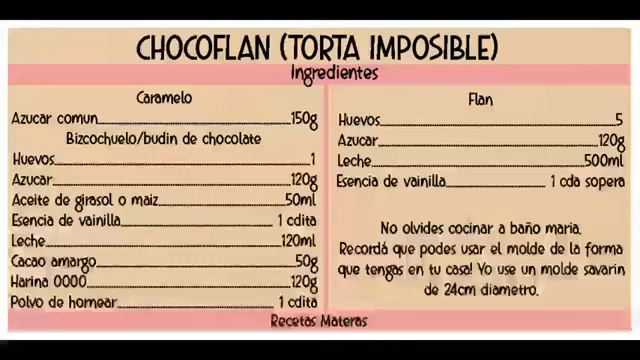 CHOCOFLAN (TORTA IMPOSIBLE)
Ingredientes
Caramelo
Azucar comun 150g
Bizcochuelo/budin de chocolate
Huevos 1
Azucar 120g
Aceite de girasol o maiz 50ml
Esencia de vainilla 1 cdita
Leche 120ml
Cacao amargo 50g
Harina 0000 120g
Polvo de hornear 1 cdita
Flan
Huevos 5
Azucar 120g
Leche 500ml
Esencia de vainilla 1 cda sopera
No olvides cocinar a baño maria.
Recordá que podes usar el molde de la forma
que tengas en tu casa! Yo use un molde savarin
de 24cm diametro.
Recetas Materas